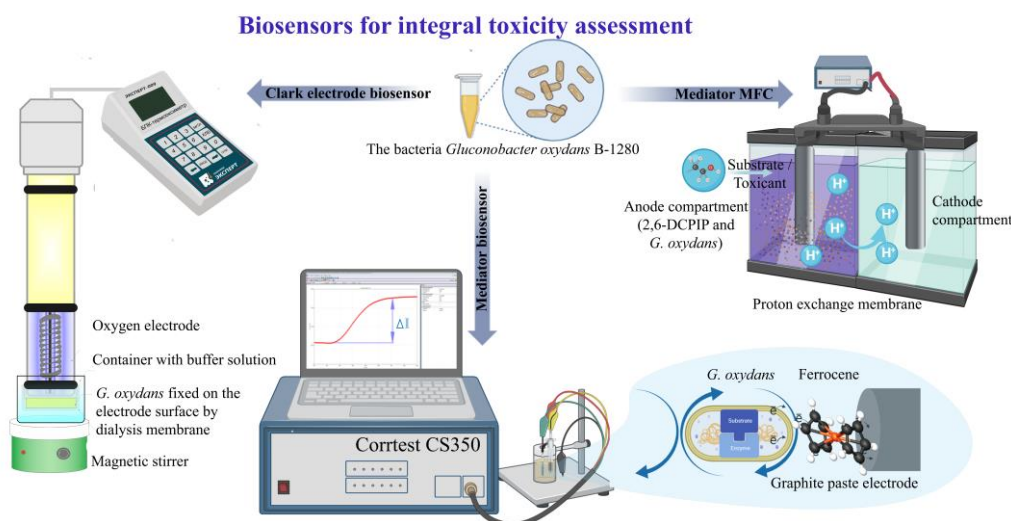 Biosensors for integral toxicity assessment
Clark electrode biosensor
Mediator MFC
The bacteria Gluconobacter oxydans B-1280
Mediator biosensor
ЭКСПЕРТ
Substrate /
Toxicant
Anode compartment
(2,6-DCPIP and
G. oxydans)
H+
H+
H+
H+
H+
Cathode
compartment
Proton exchange membrane
Oxygen electrode
Container with buffer solution
G. oxydans fixed on the
electrode surface by
dialysis membrane
Magnetic stirrer
ΔI
Corrtest CS350
G. oxydans
Ferrocene
Substrate
Enzyme
e-
e-
e-
Graphite paste electrode